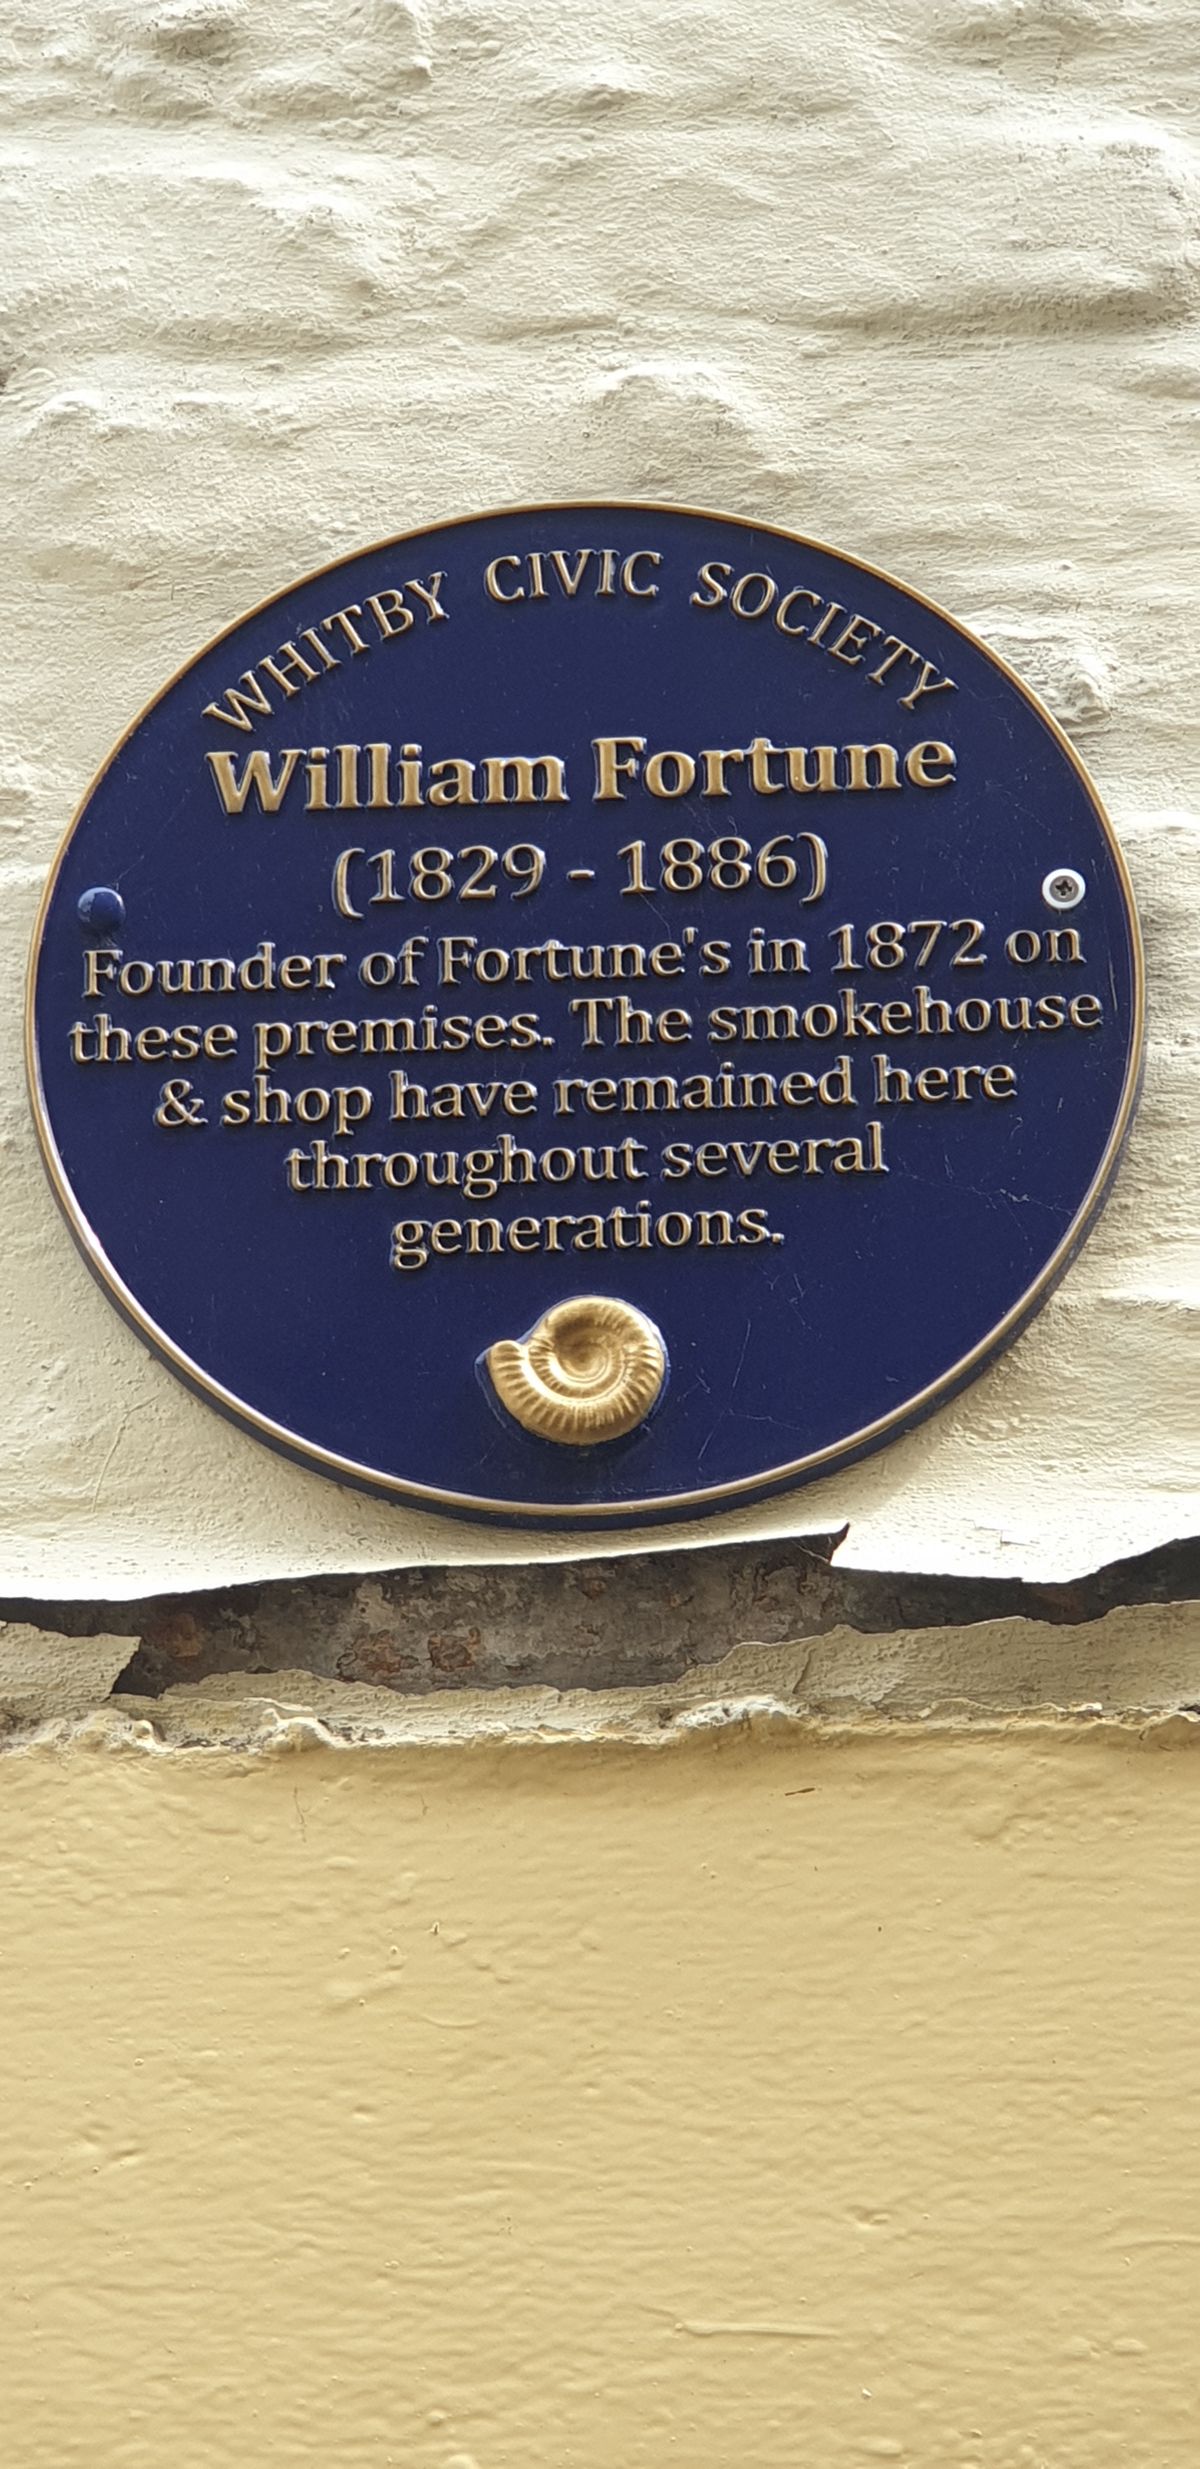 WHITBY CIVIC SOCIETY
William Fortune
(1829 - 1886)
Founder of Fortune's in 1872 on
these premises. The smokehouse
& shop have remained here
throughout several
generations.